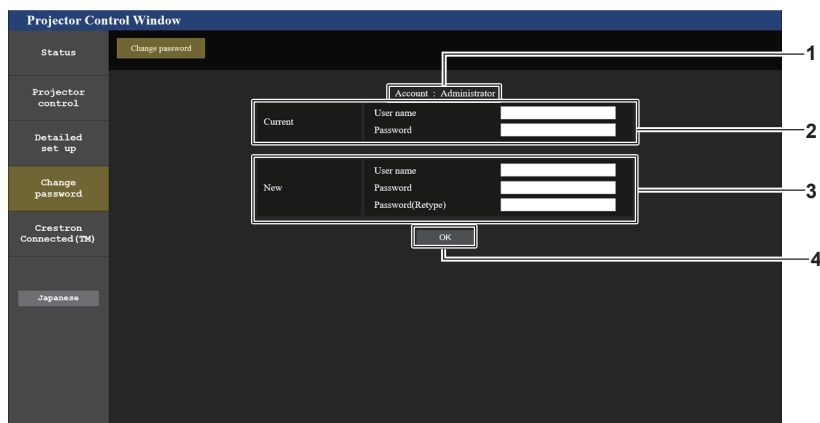 Projector Control Window
Status
Change password
1
Projector
control
Account : Administrator
Current
User name
Password
2
Detailed
set up
Change
password
New
User name
Password
Password(Retype)
3
Crestron
Connected(TM)
OK
4
Japanese